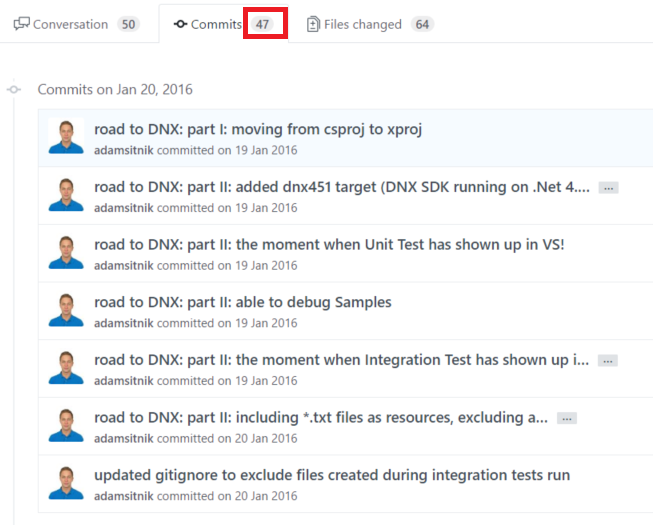 Conversation 50 Commits 47 Files changed 64
Commits on Jan 20, 2016
road to DNX: part I: moving from csproj to xproj
adamsitnik committed on 19 Jan 2016
road to DNX: part II: added dnx451 target (DNX SDK running on .Net 4.... ...
adamsitnik committed on 19 Jan 2016
road to DNX: part II: the moment when Unit Test has shown up in VS!
adamsitnik committed on 19 Jan 2016
road to DNX: part II: able to debug Samples
adamsitnik committed on 19 Jan 2016
road to DNX: part II: the moment when Integration Test has shown up i... ...
adamsitnik committed on 19 Jan 2016
road to DNX: part II: including *.txt files as resources, excluding a... ...
adamsitnik committed on 20 Jan 2016
updated gitignore to exclude files created during integration tests run
adamsitnik committed on 20 Jan 2016